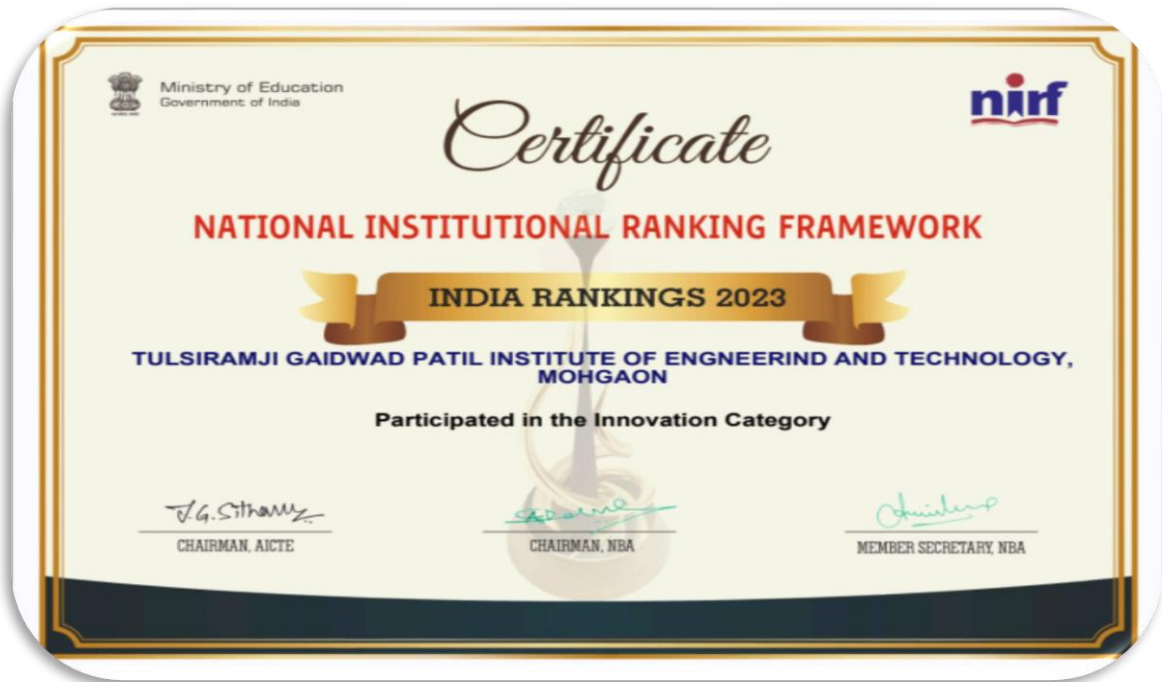 Ministry of Education
Government of India
nirf
Certificate
NATIONAL INSTITUTIONAL RANKING FRAMEWORK
INDIA RANKINGS 2023
TULSIRAMJI GAIDWAD PATIL INSTITUTE OF ENGNEERIND AND TECHNOLOGY,
MOHGAON
Participated in the Innovation Category
CHAIRMAN, AICTE
CHAIRMAN, NBA
MEMBER SECRETARY, NBA